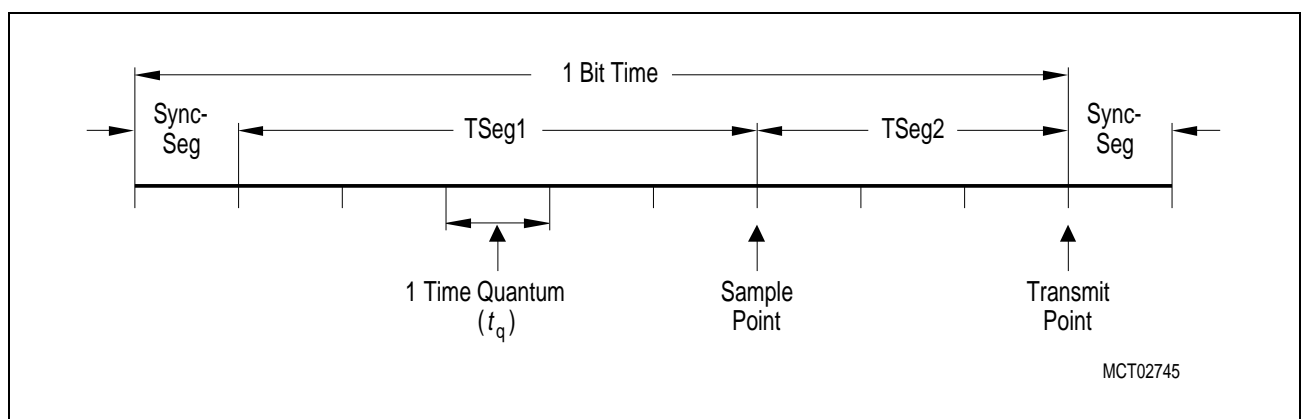 1 Bit Time
Sync-
Seg
TSeg1
TSeg2
Sync-
Seg
1 Time Quantum
(tq)
Sample
Point
Transmit
Point
MCT02745